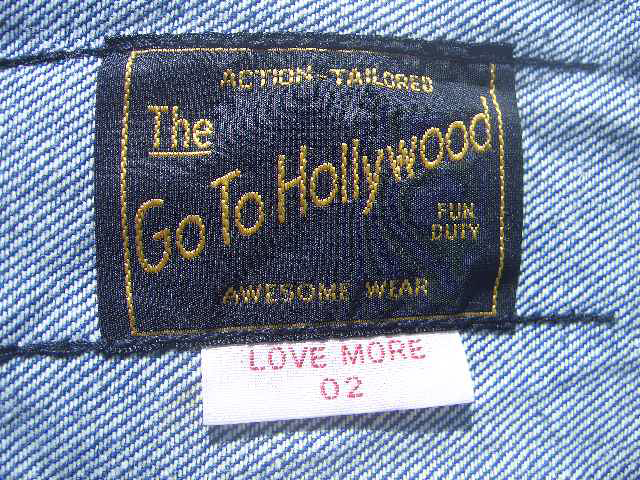 ACTION-TAILORED
The
Go To Hollywood
FUN
DUTY
AWESOME WEAR
LOVE MORE
02